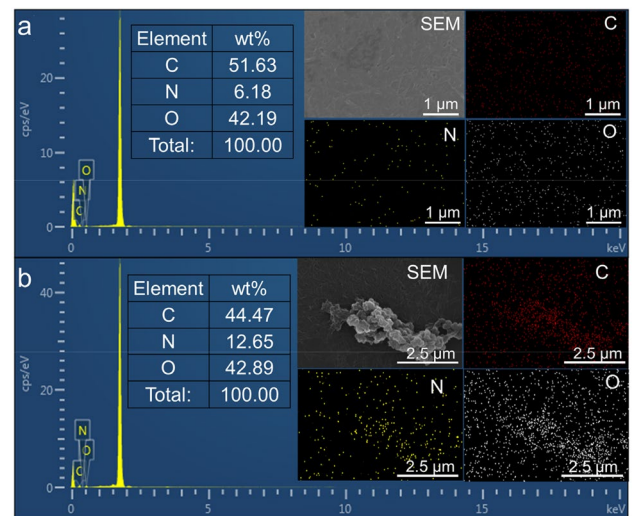 a
Element wt%
C 51.63
N 6.18
O 42.19
Total: 100.00
SEM
1 µm
C
1 µm
N
1 µm
O
1 µm
cps/eV
20
10
0
O
N
C
0 5 10 15 keV
b
Element wt%
C 44.47
N 12.65
O 42.89
Total: 100.00
SEM
2.5 µm
C
2.5 µm
N
2.5 µm
O
2.5 µm
cps/eV
40
20
0
N
O
C
0 5 10 15 keV